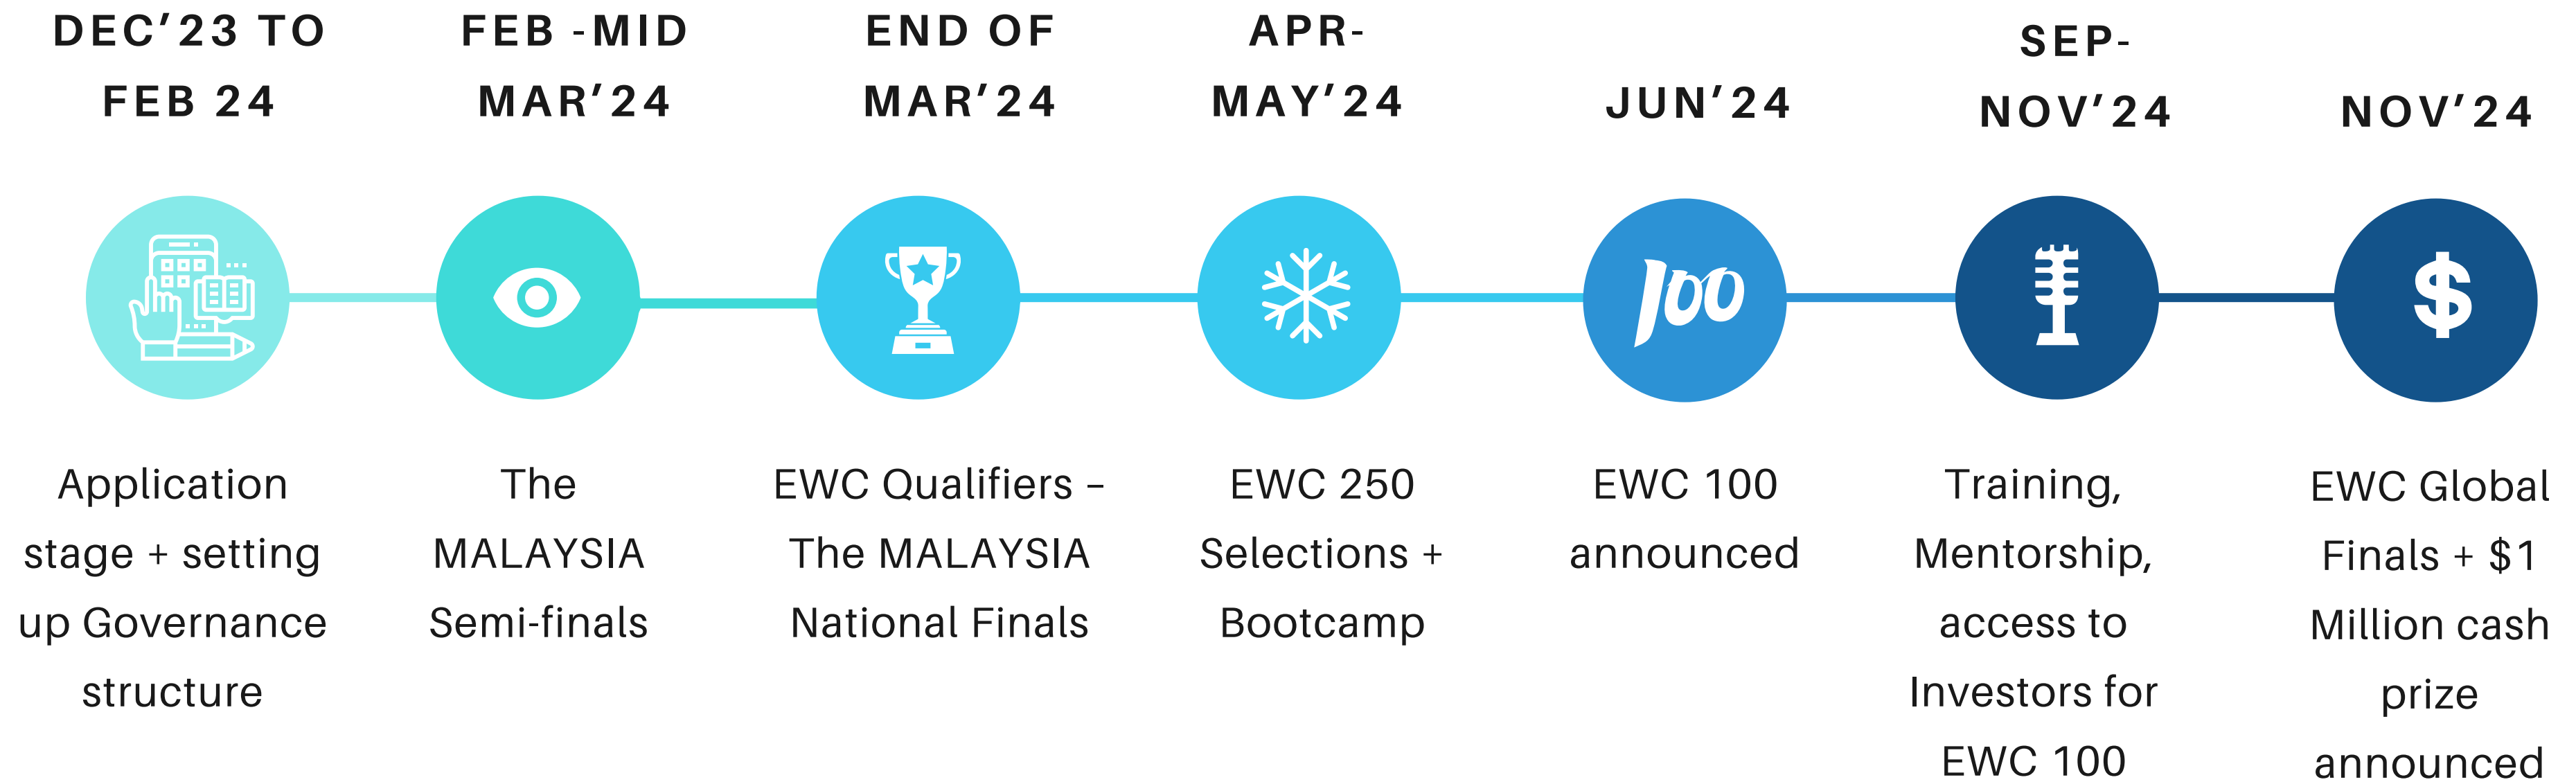 DEC’23 TO
FEB 24
FEB -MID
MAR’24
END OF
MAR’24
APR-
MAY’24
JUN’24
SEP-
NOV’24
NOV’24
100
$
Application
stage + setting
up Governance
structure
The
MALAYSIA
Semi-finals
EWC Qualifiers –
The MALAYSIA
National Finals
EWC 250
Selections +
Bootcamp
EWC 100
announced
Training,
Mentorship,
access to
Investors for
EWC 100
EWC Global
Finals + $1
Million cash
prize
announced